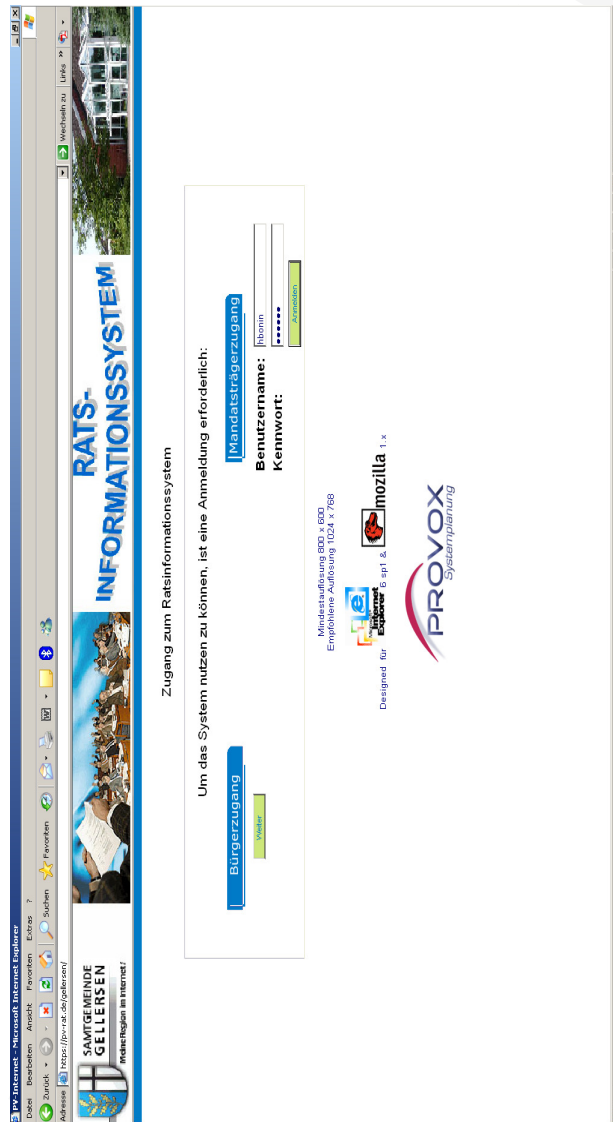 PV-Internet - Microsoft Internet Explorer
Datei Bearbeiten Ansicht Favoriten Extras ?
Zurück Suchen Favoriten
Adresse https://pv-rat.de/gellersen/ Wechseln zu Links »
SAMTGEMEINDE
GELLERSEN
Meine Region im Internet!
RATS-
INFORMATIONSSYSTEM
Zugang zum Ratsinformationssystem
Um das System nutzen zu können, ist eine Anmeldung erforderlich:
Bürgerzugang
Weiter
Mandatsträgerzugang
Benutzername: hbonin
Kennwort: ••••••
Anmelden
Mindestauflösung 800 x 600
Empfohlene Auflösung 1024 x 768
Designed für Microsoft Internet Explorer 6 sp1 & mozilla 1.x
PROVOX
Systemplanung